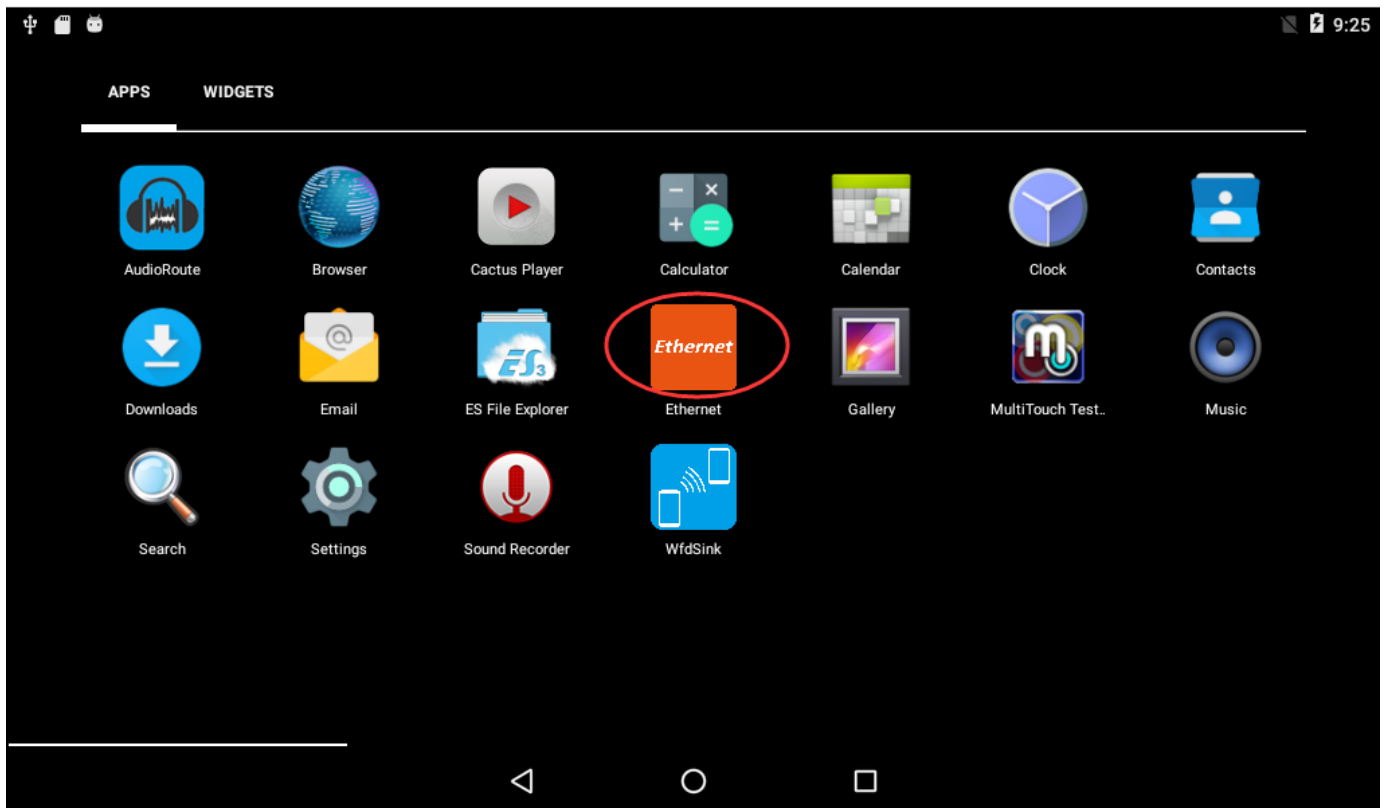 9:25
APPS WIDGETS
AudioRoute Browser Cactus Player Calculator Calendar Clock Contacts
Ethernet
Downloads Email ES File Explorer Ethernet Gallery MultiTouch Test..  Music
Search Settings Sound Recorder WfdSink